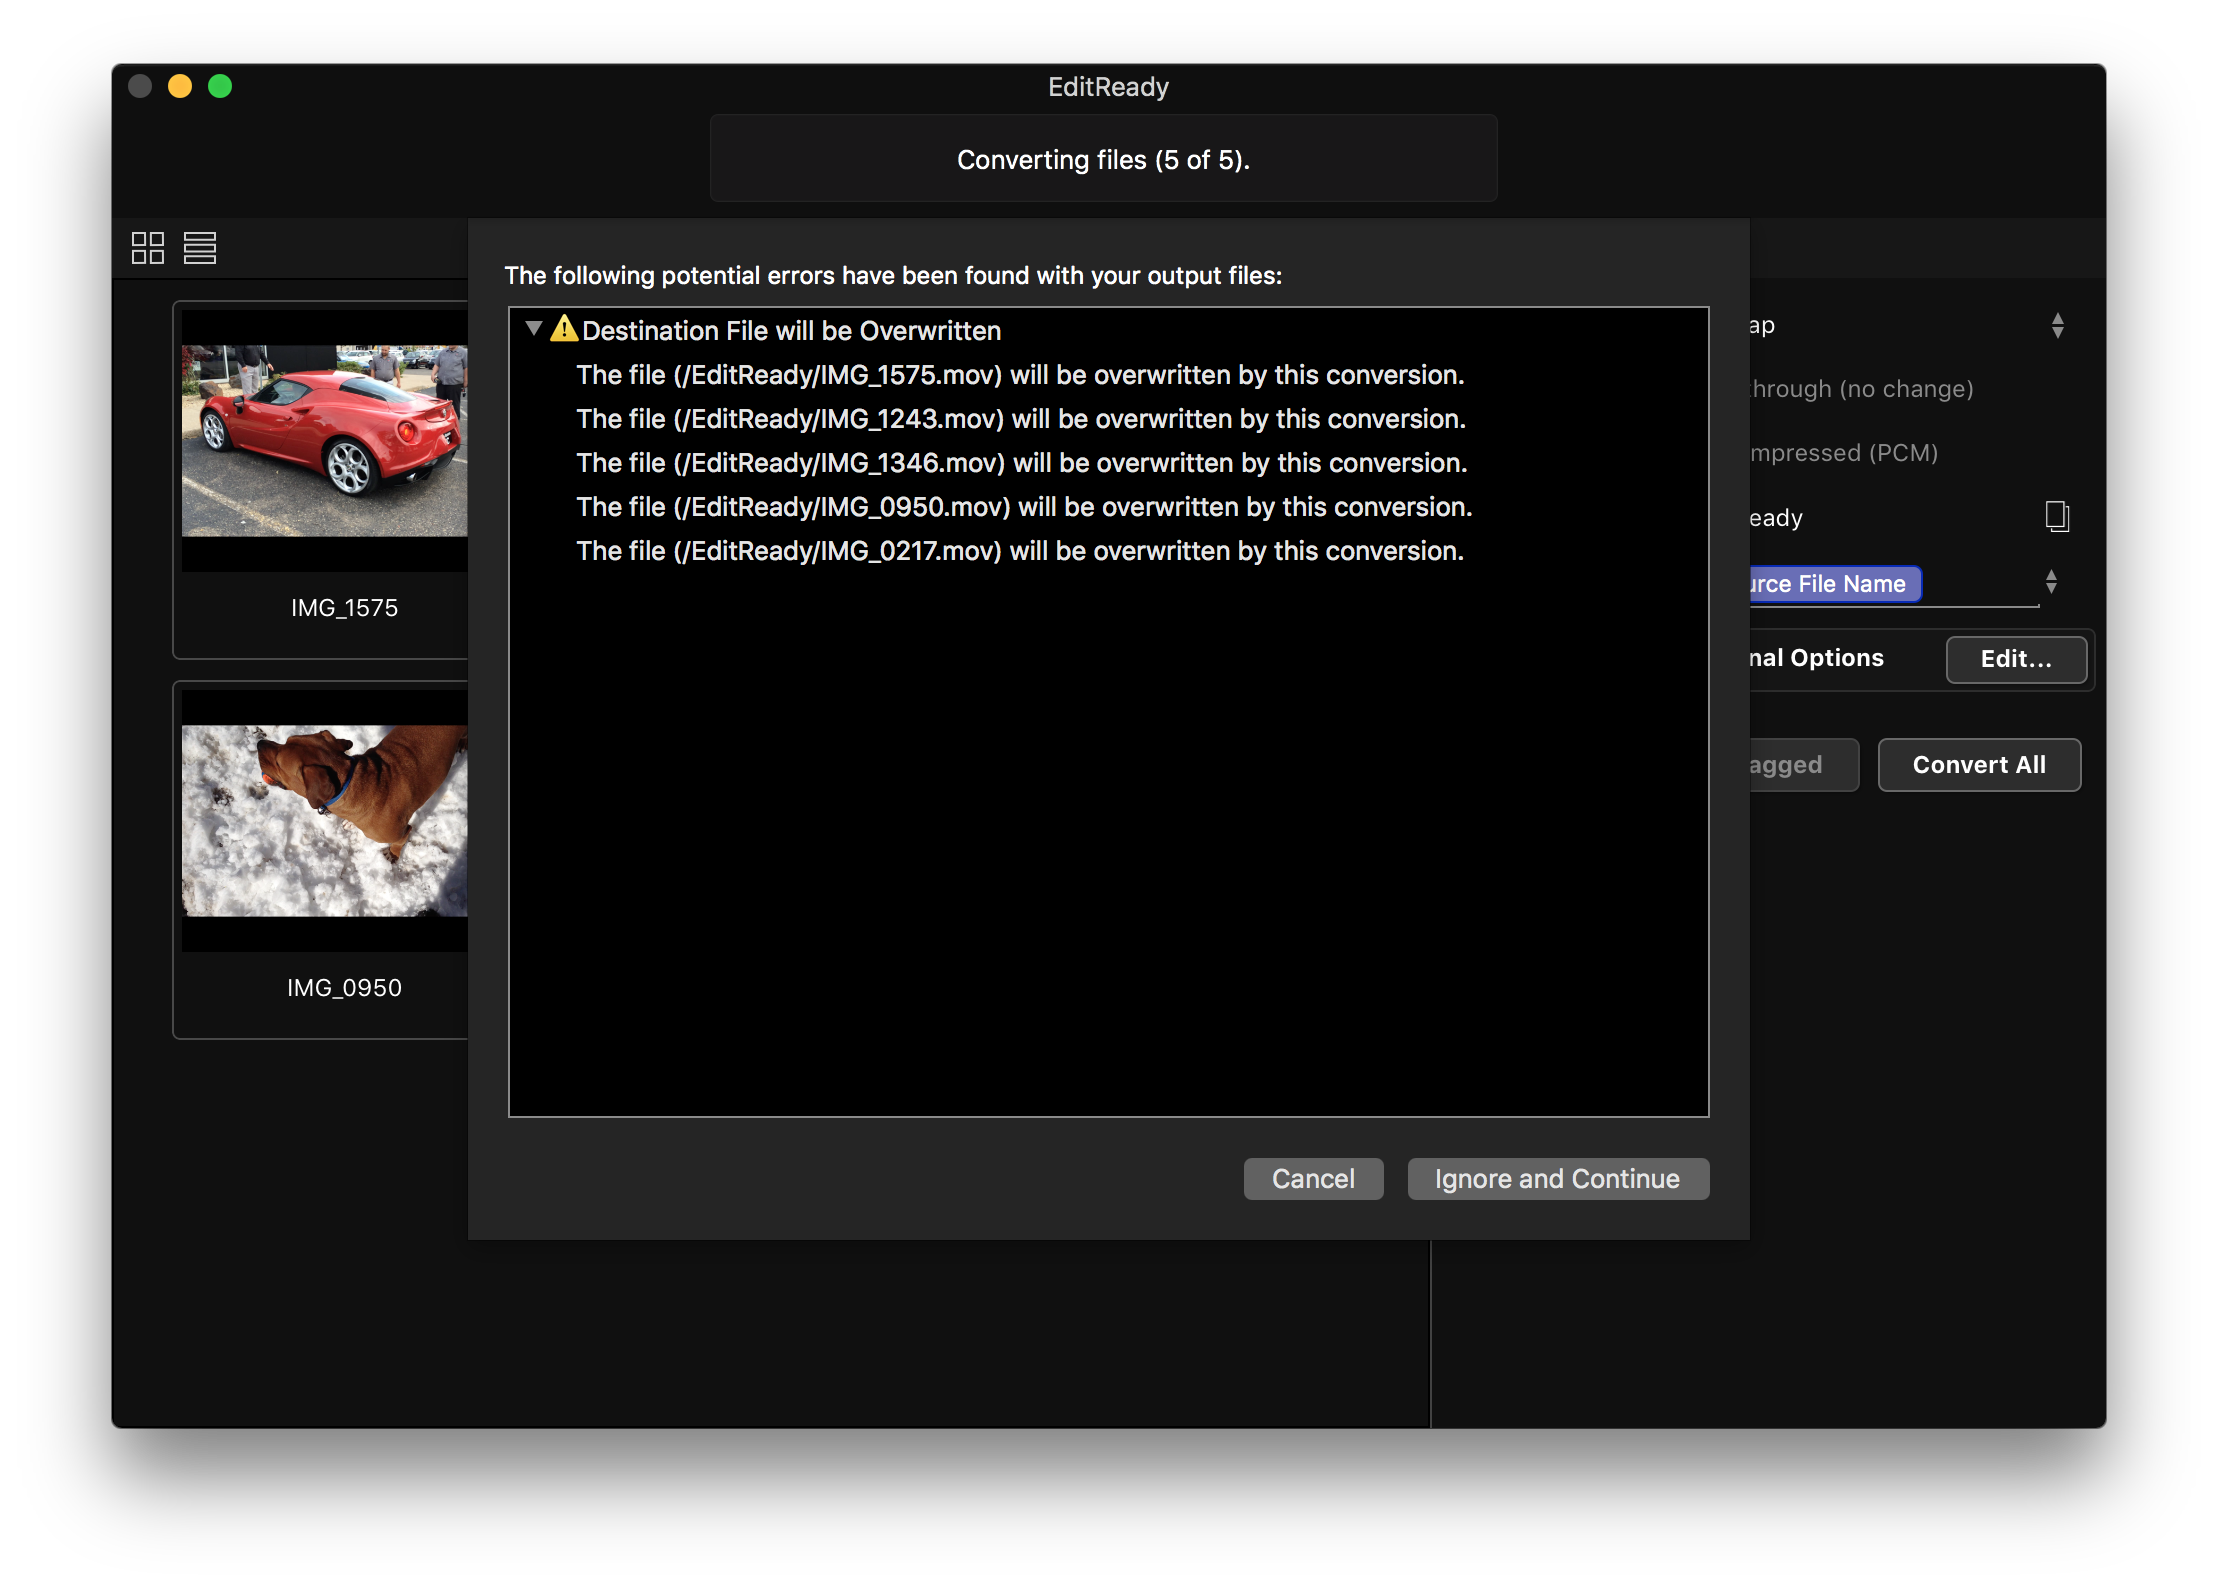 EditReady
Converting files (5 of 5).
The following potential errors have been found with your output files:
Destination File will be Overwritten
The file (/EditReady/IMG_1575.mov) will be overwritten by this conversion.
The file (/EditReady/IMG_1243.mov) will be overwritten by this conversion.
The file (/EditReady/IMG_1346.mov) will be overwritten by this conversion.
The file (/EditReady/IMG_0950.mov) will be overwritten by this conversion.
The file (/EditReady/IMG_0217.mov) will be overwritten by this conversion.
Cancel
Ignore and Continue
IMG_1575
IMG_0950
ap
hrough (no change)
mpressed (PCM)
eady
urce File Name
nal Options
Edit...
agged
Convert All